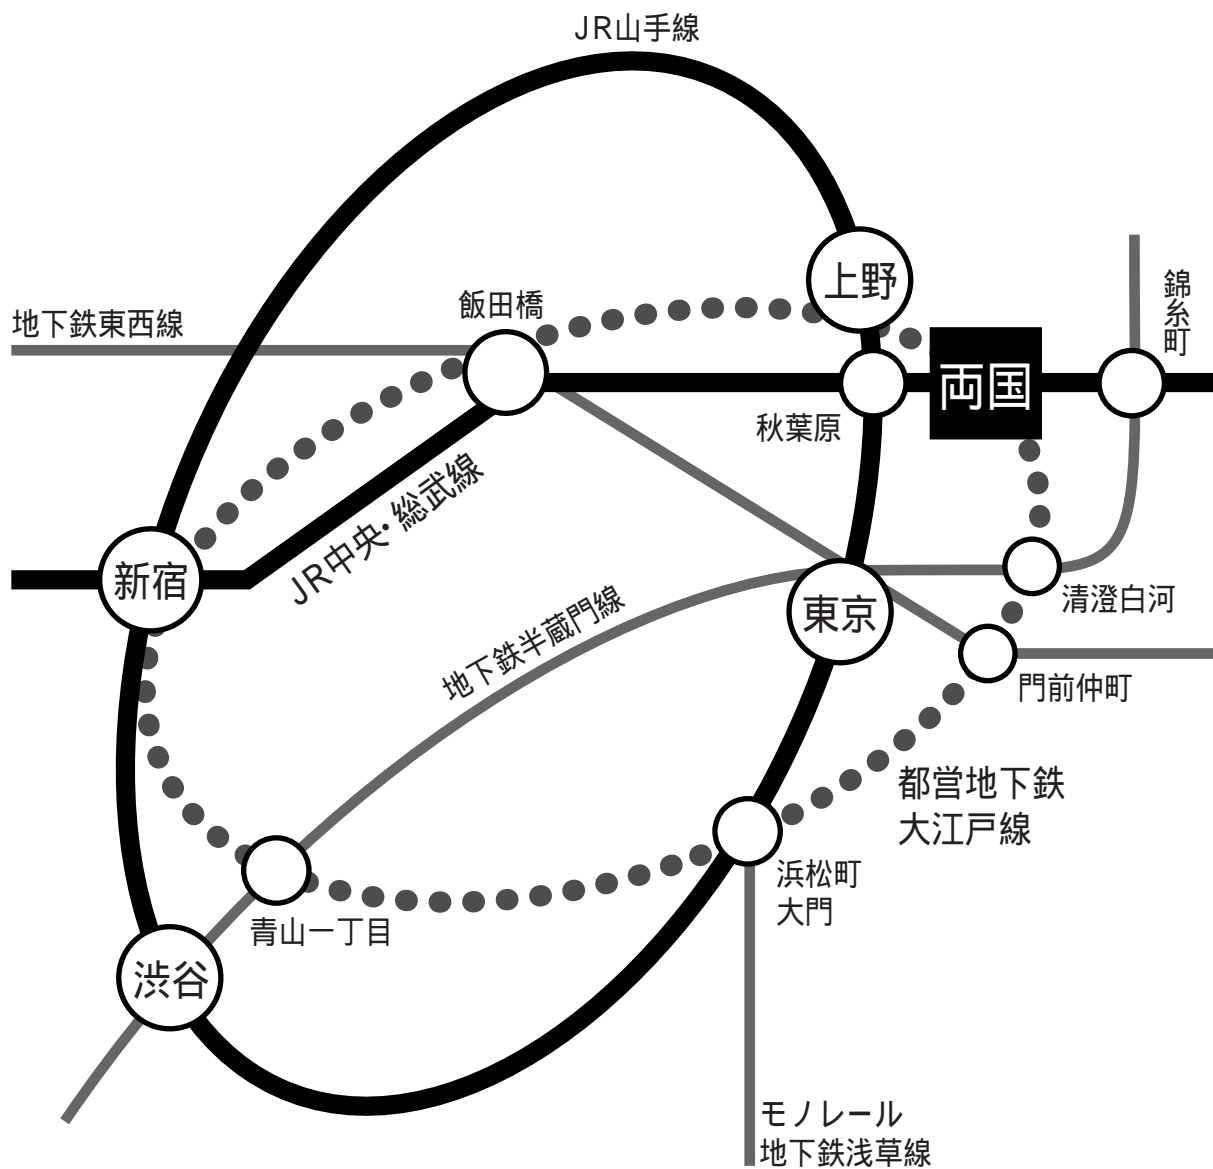 JR山手線
上野
錦糸町
飯田橋
地下鉄東西線
両国
秋葉原
JR中央・総武線
新宿
清澄白河
地下鉄半蔵門線
東京
門前仲町
都営地下鉄
大江戸線
浜松町
大門
青山一丁目
渋谷
モノレール
地下鉄浅草線